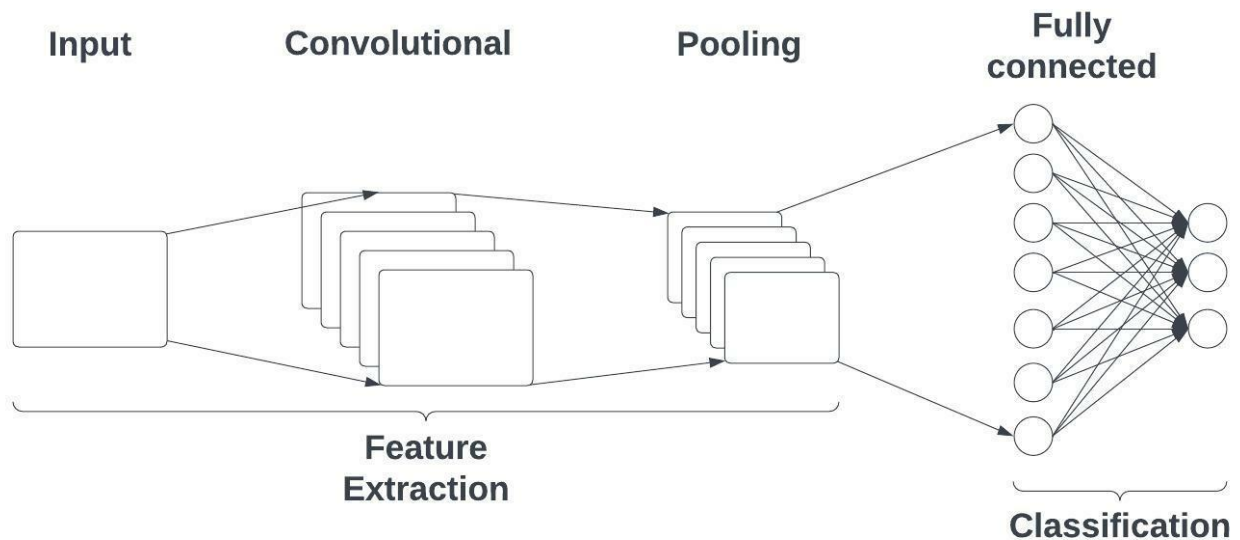 Input
Convolutional
Pooling
Fully
connected
Feature
Extraction
Classification